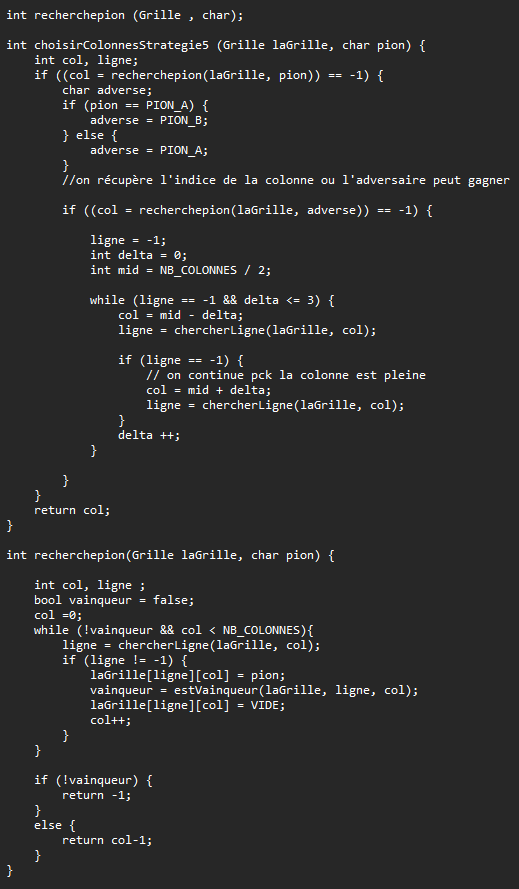 int recherchepion (Grille , char);

int choisirColonnesStrategie5 (Grille laGrille, char pion) {
    int col, ligne;
    if ((col = recherchepion(laGrille, pion)) == -1) {
        char adverse;
        if (pion == PION_A) {
            adverse = PION_B;
        } else {
            adverse = PION_A;
        }
        //on récupère l'indice de la colonne ou l'adversaire peut gagner

        if ((col = recherchepion(laGrille, adverse)) == -1) {

            ligne = -1;
            int delta = 0;
            int mid = NB_COLONNES / 2;

            while (ligne == -1 && delta <= 3) {
                col = mid - delta;
                ligne = chercherLigne(laGrille, col);

                if (ligne == -1) {
                    // on continue pck la colonne est pleine
                    col = mid + delta;
                    ligne = chercherLigne(laGrille, col);
                }
                delta ++;
            }

        }
    }
    return col;
}

int recherchepion(Grille laGrille, char pion) {

    int col, ligne ;
    bool vainqueur = false;
    col =0;
    while (!vainqueur && col < NB_COLONNES){
        ligne = chercherLigne(laGrille, col);
        if (ligne != -1) {
            laGrille[ligne][col] = pion;
            vainqueur = estVainqueur(laGrille, ligne, col);
            laGrille[ligne][col] = VIDE;
            col++;
        }
    }

    if (!vainqueur) {
        return -1;
    }
    else {
        return col-1;
    }
}